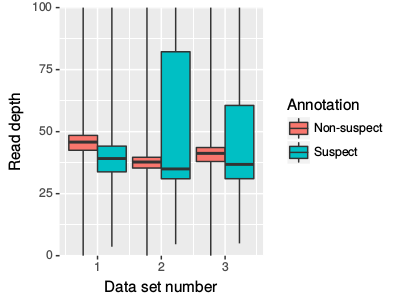 100
75
50
25
0
Read depth
1 2 3
Data set number
Annotation
Non-suspect
Suspect